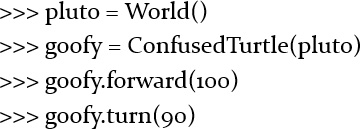 >>> pluto = World()
>>> goofy = ConfusedTurtle(pluto)
>>> goofy.forward(100)
>>> goofy.turn(90)